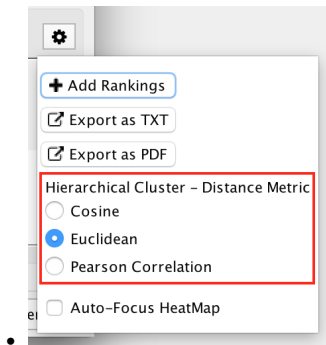 Add Rankings
Export as TXT
Export as PDF
Hierarchical Cluster – Distance Metric
Cosine
Euclidean
Pearson Correlation
Auto-Focus HeatMap